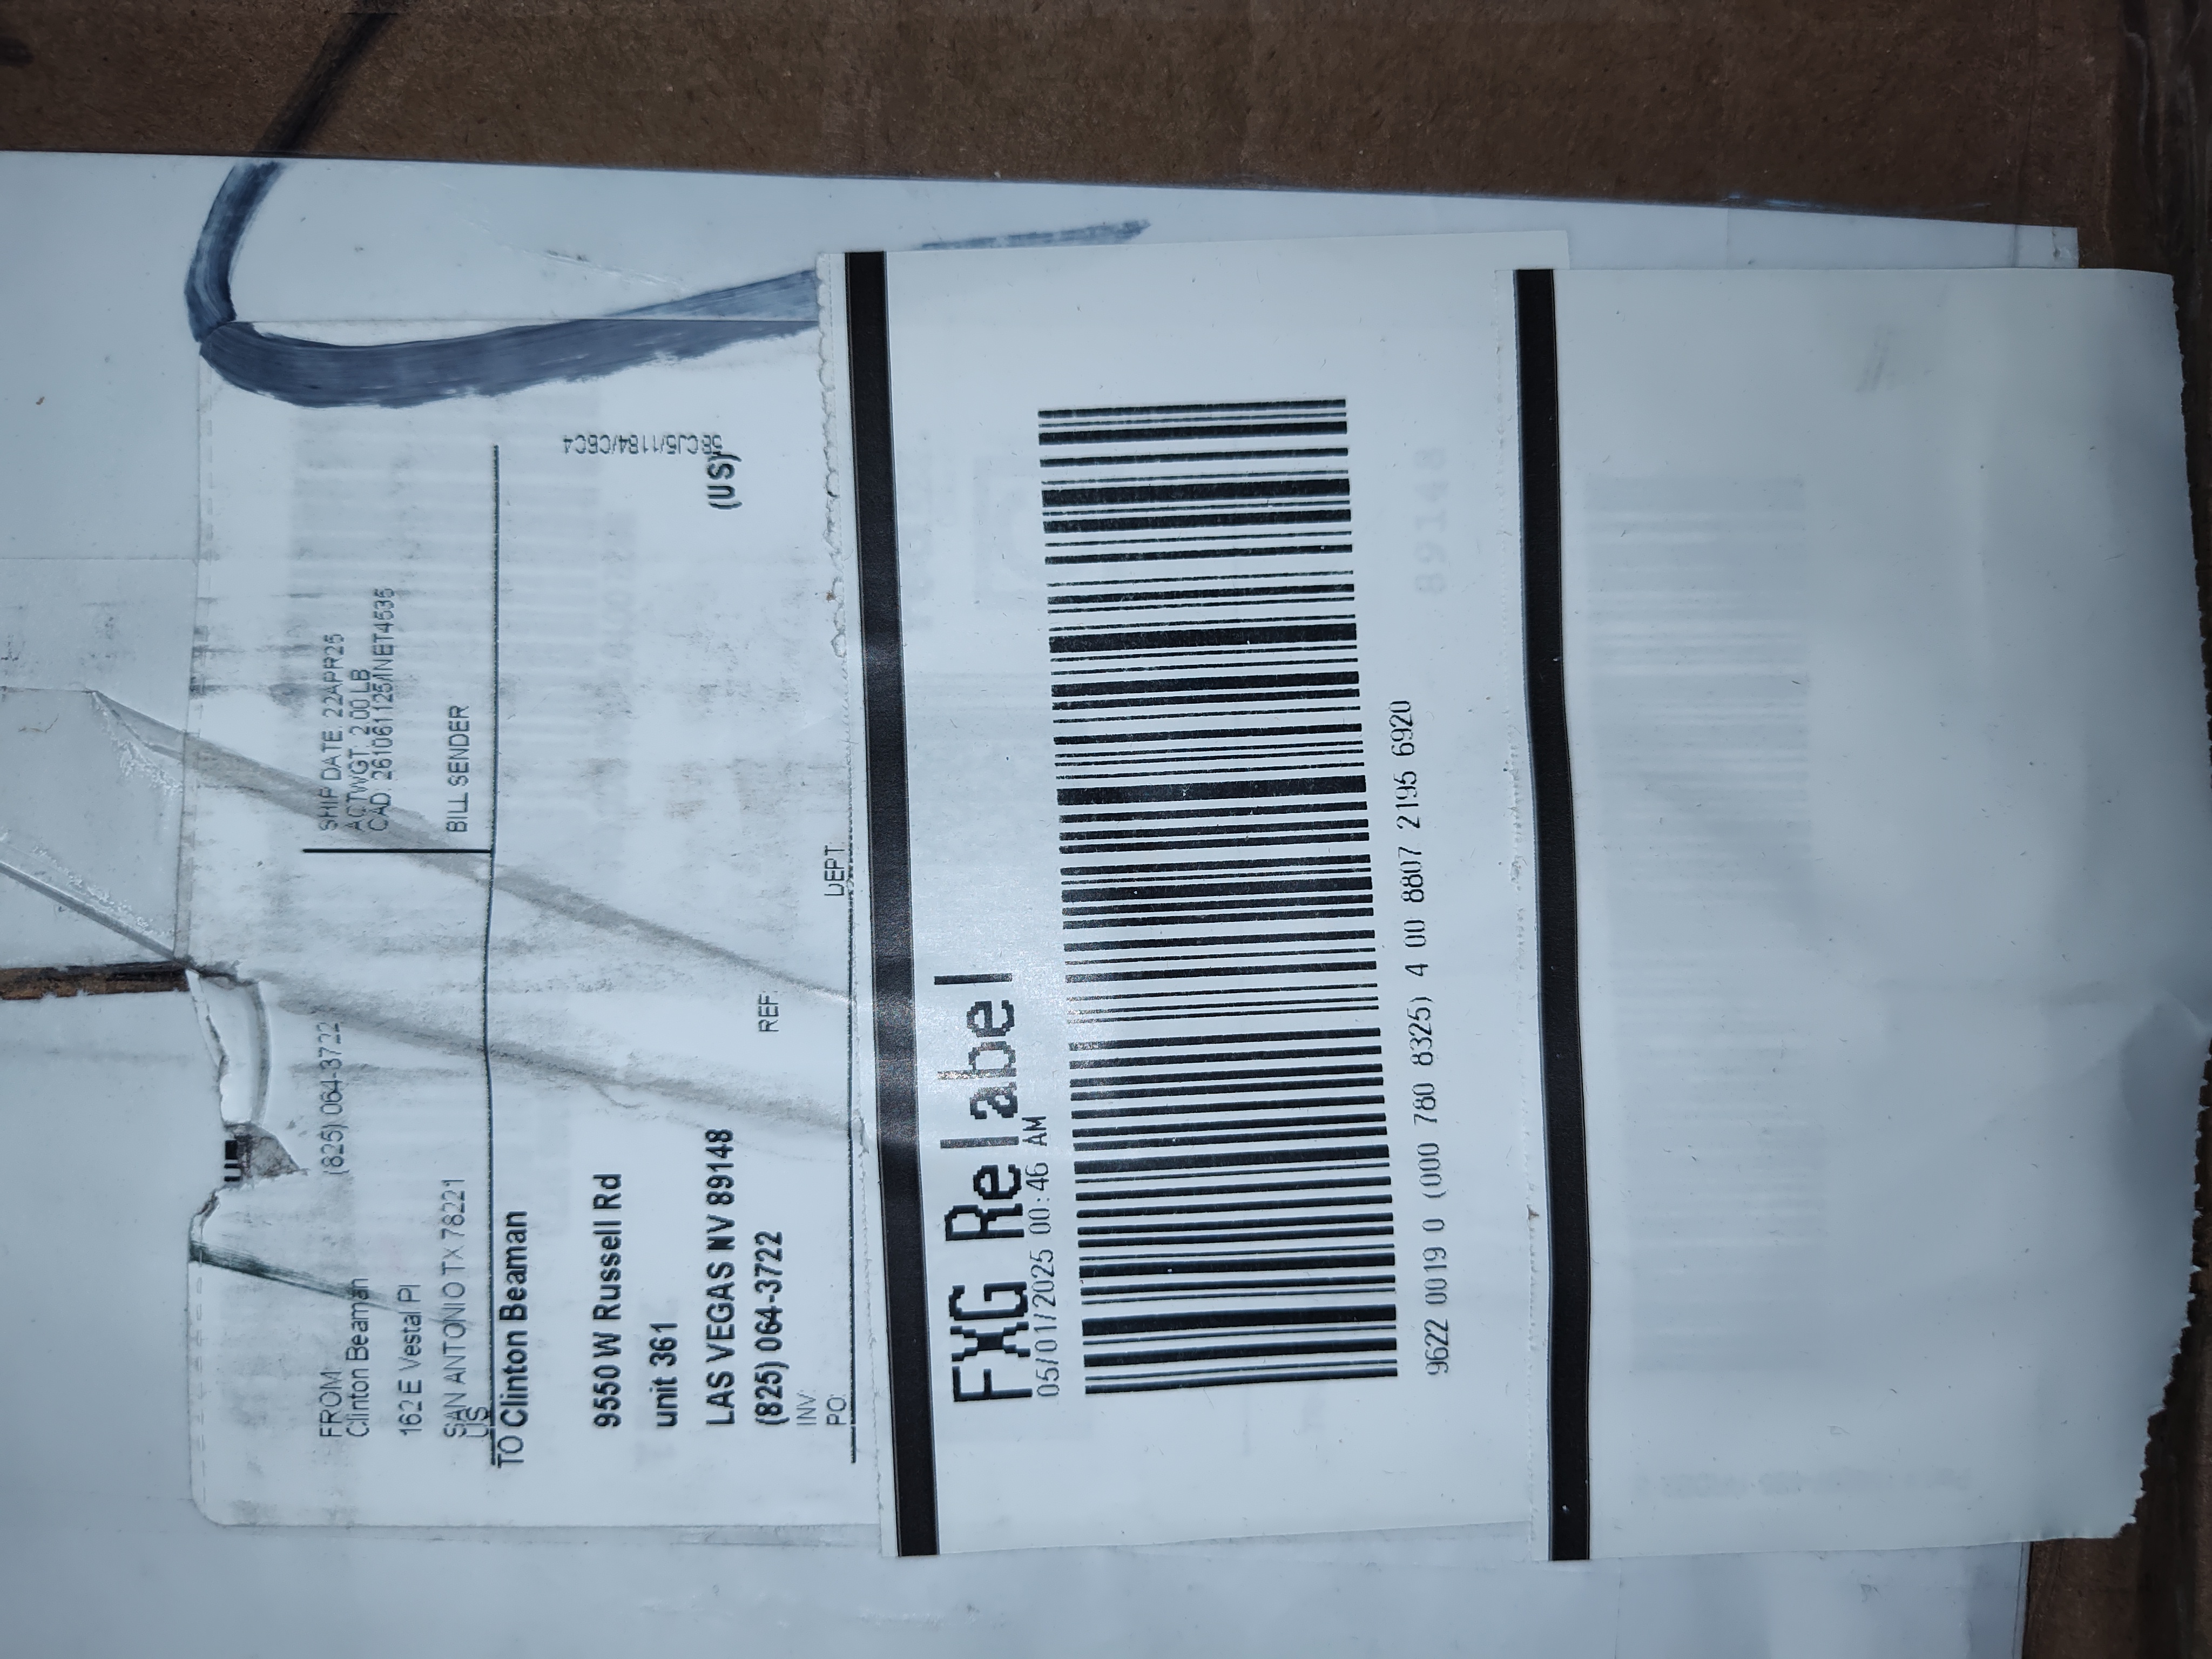 FROM:
(825) 064-3722
Clinton Beaman
162 E Vestal Pl
SAN ANTONIO TX 78221
US
SHIP DATE: 22APR25
ACTWGT: 2.00 LB
CAD: 261061125/INET4535
BILL SENDER
TO Clinton Beaman
9550 W Russell Rd
unit 361
LAS VEGAS NV 89148
(US)
(825) 064-3722
REF:
INV:
PO:
DEPT:
58CJ5/1184/C6C4
FXG Relabel
05/01/2025 00:46 AM
9622 0019 0 (000 780 8325) 4 00 8807 2195 6920
89148